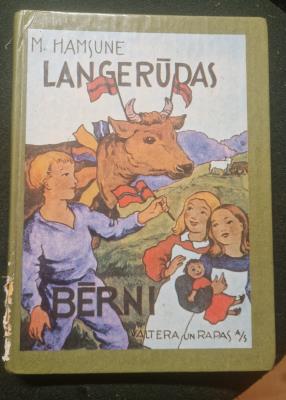 M. HAMSUNE
LANGERŪDAS
BĒRNI
VALTERA UN RAPAS A/S